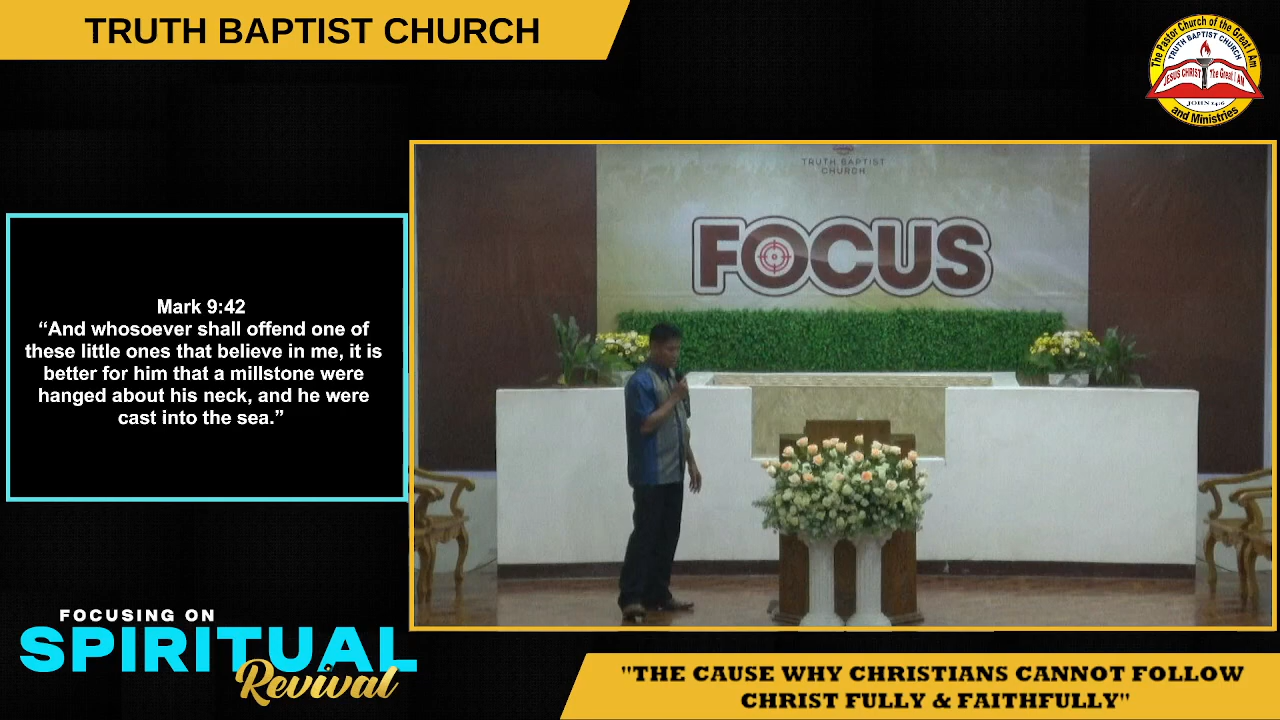 TRUTH BAPTIST CHURCH
The Pastor Church of the Great I Am
TRUTH BAPTIST CHURCH
JESUS CHRIST The Great I AM
JOHN 14:6
and Ministries
TRUTH BAPTIST
CHURCH
FOCUS
Mark 9:42
“And whosoever shall offend one of
these little ones that believe in me, it is
better for him that a millstone were
hanged about his neck, and he were
cast into the sea.”
FOCUSING ON
SPIRITUAL
Revival
"THE CAUSE WHY CHRISTIANS CANNOT FOLLOW
CHRIST FULLY & FAITHFULLY"